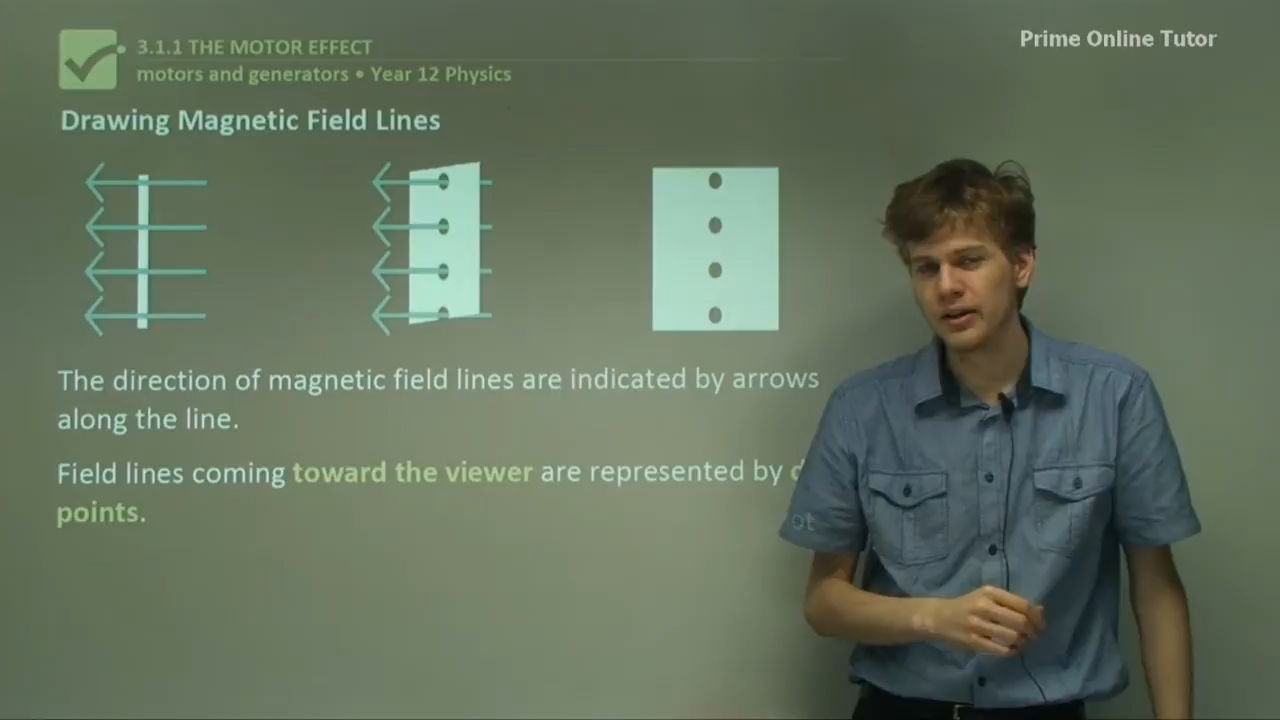 Prime Online Tutor
3.1.1 THE MOTOR EFFECT
motors and generators • Year 12 Physics
Drawing Magnetic Field Lines
The direction of magnetic field lines are indicated by arrows
along the line.
Field lines coming toward the viewer are represented by
points.